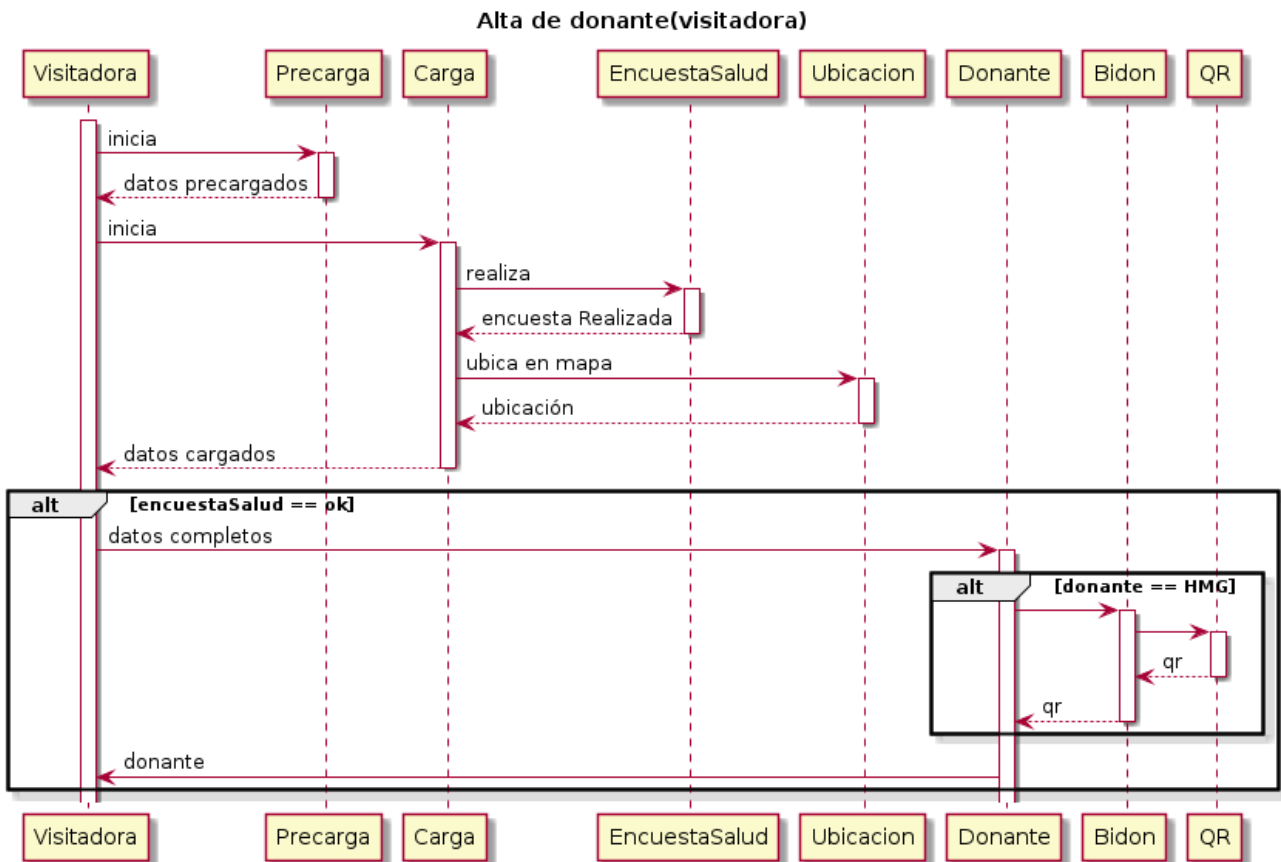 Alta de donante(visitadora)
Visitadora Precarga Carga EncuestaSalud Ubicacion Donante Bidon QR
inicia
datos precargados
inicia
realiza
encuesta Realizada
ubica en mapa
ubicación
datos cargados
alt [encuestaSalud == ok]
datos completos
alt [donante == HMG]
qr
qr
donante
Visitadora Precarga Carga EncuestaSalud Ubicacion Donante Bidon QR